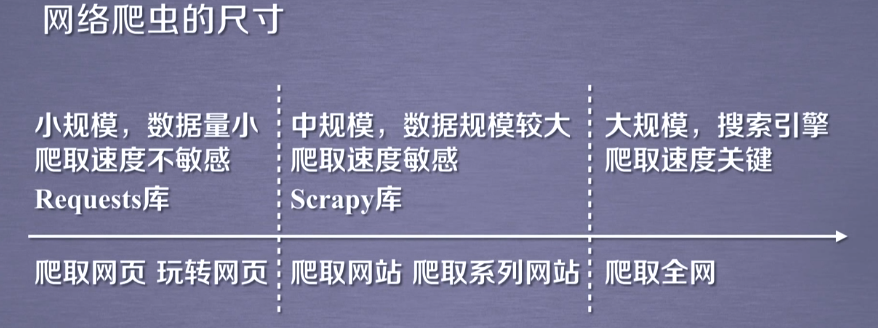 网络爬虫的尺寸
小规模，数据量小
爬取速度不敏感
Requests库
中规模，数据规模较大
爬取速度敏感
Scrapy库
大规模，搜索引擎
爬取速度关键
爬取网页 玩转网页
爬取网站 爬取系列网站
爬取全网